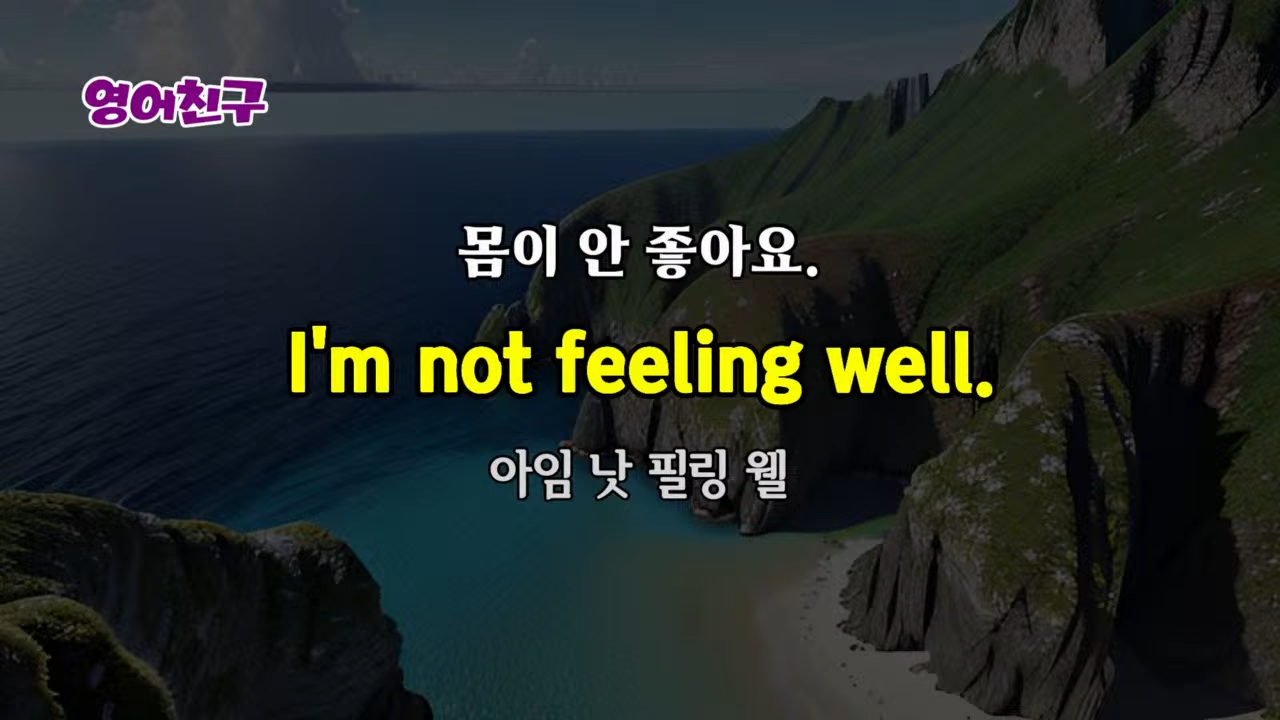 영어친구
몸이 안 좋아요.
I'm not feeling well.
아임 낫 필링 웰